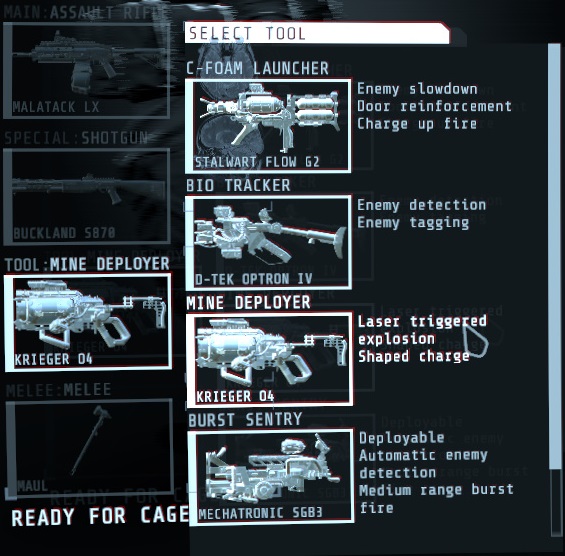 MAIN:ASSAULT RIFLE
MALATACK LX
SPECIAL:SHOTGUN
BUCKLAND S870
TOOL:MINE DEPLOYER
KRIEGER O4
MELEE:MELEE
MAUL
READY FOR CAGE
SELECT TOOL
C-FOAM LAUNCHER
STALWART FLOW G2
Enemy slowdown
Door reinforcement
Charge up fire
BIO TRACKER
D-TEK OPTRON IV
Enemy detection
Enemy tagging
MINE DEPLOYER
KRIEGER O4
Laser triggered
explosion
Shaped charge
BURST SENTRY
MECHATRONIC SGB3
Deployable
Automatic enemy
detection
Medium range burst
fire